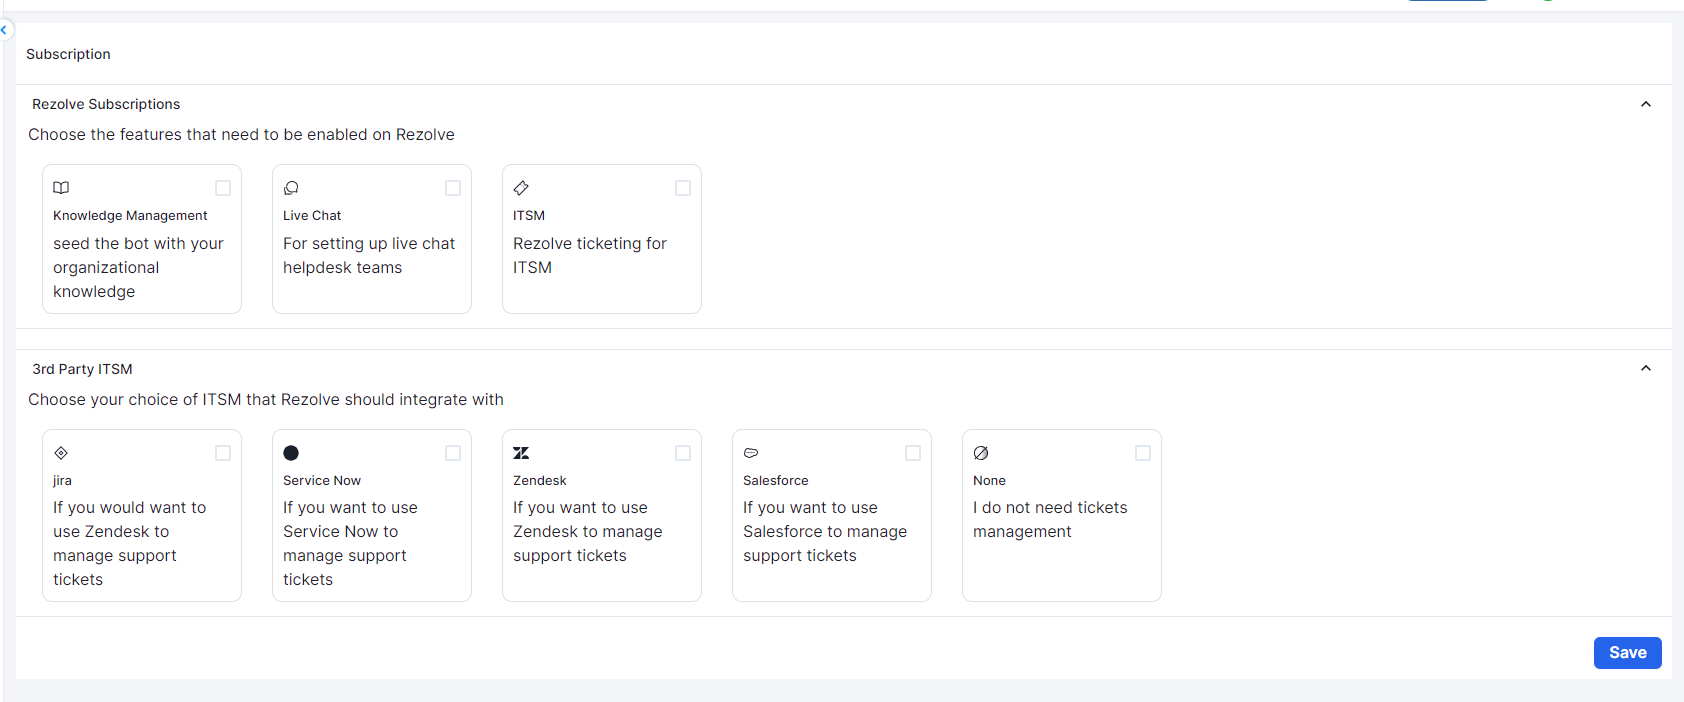 Subscription
Rezolve Subscriptions
Choose the features that need to be enabled on Rezolve
Knowledge Management
seed the bot with your
organizational
knowledge
Live Chat
For setting up live chat
helpdesk teams
ITSM
Rezolve ticketing for
ITSM
3rd Party ITSM
Choose your choice of ITSM that Rezolve should integrate with
jira
If you would want to
use Zendesk to
manage support
tickets
Service Now
If you want to use
Service Now to
manage support
tickets
Zendesk
If you want to use
Zendesk to manage
support tickets
Salesforce
If you want to use
Salesforce to manage
support tickets
None
I do not need tickets
management
Save